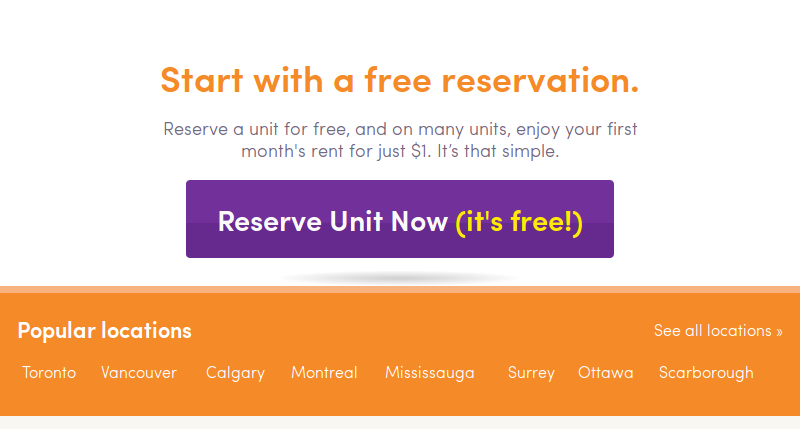 Start with a free reservation.
Reserve a unit for free, and on many units, enjoy your first
month's rent for just $1. It’s that simple.
Reserve Unit Now (it's free!)
Popular locations
See all locations »
Toronto Vancouver Calgary Montreal Mississauga Surrey Ottawa Scarborough